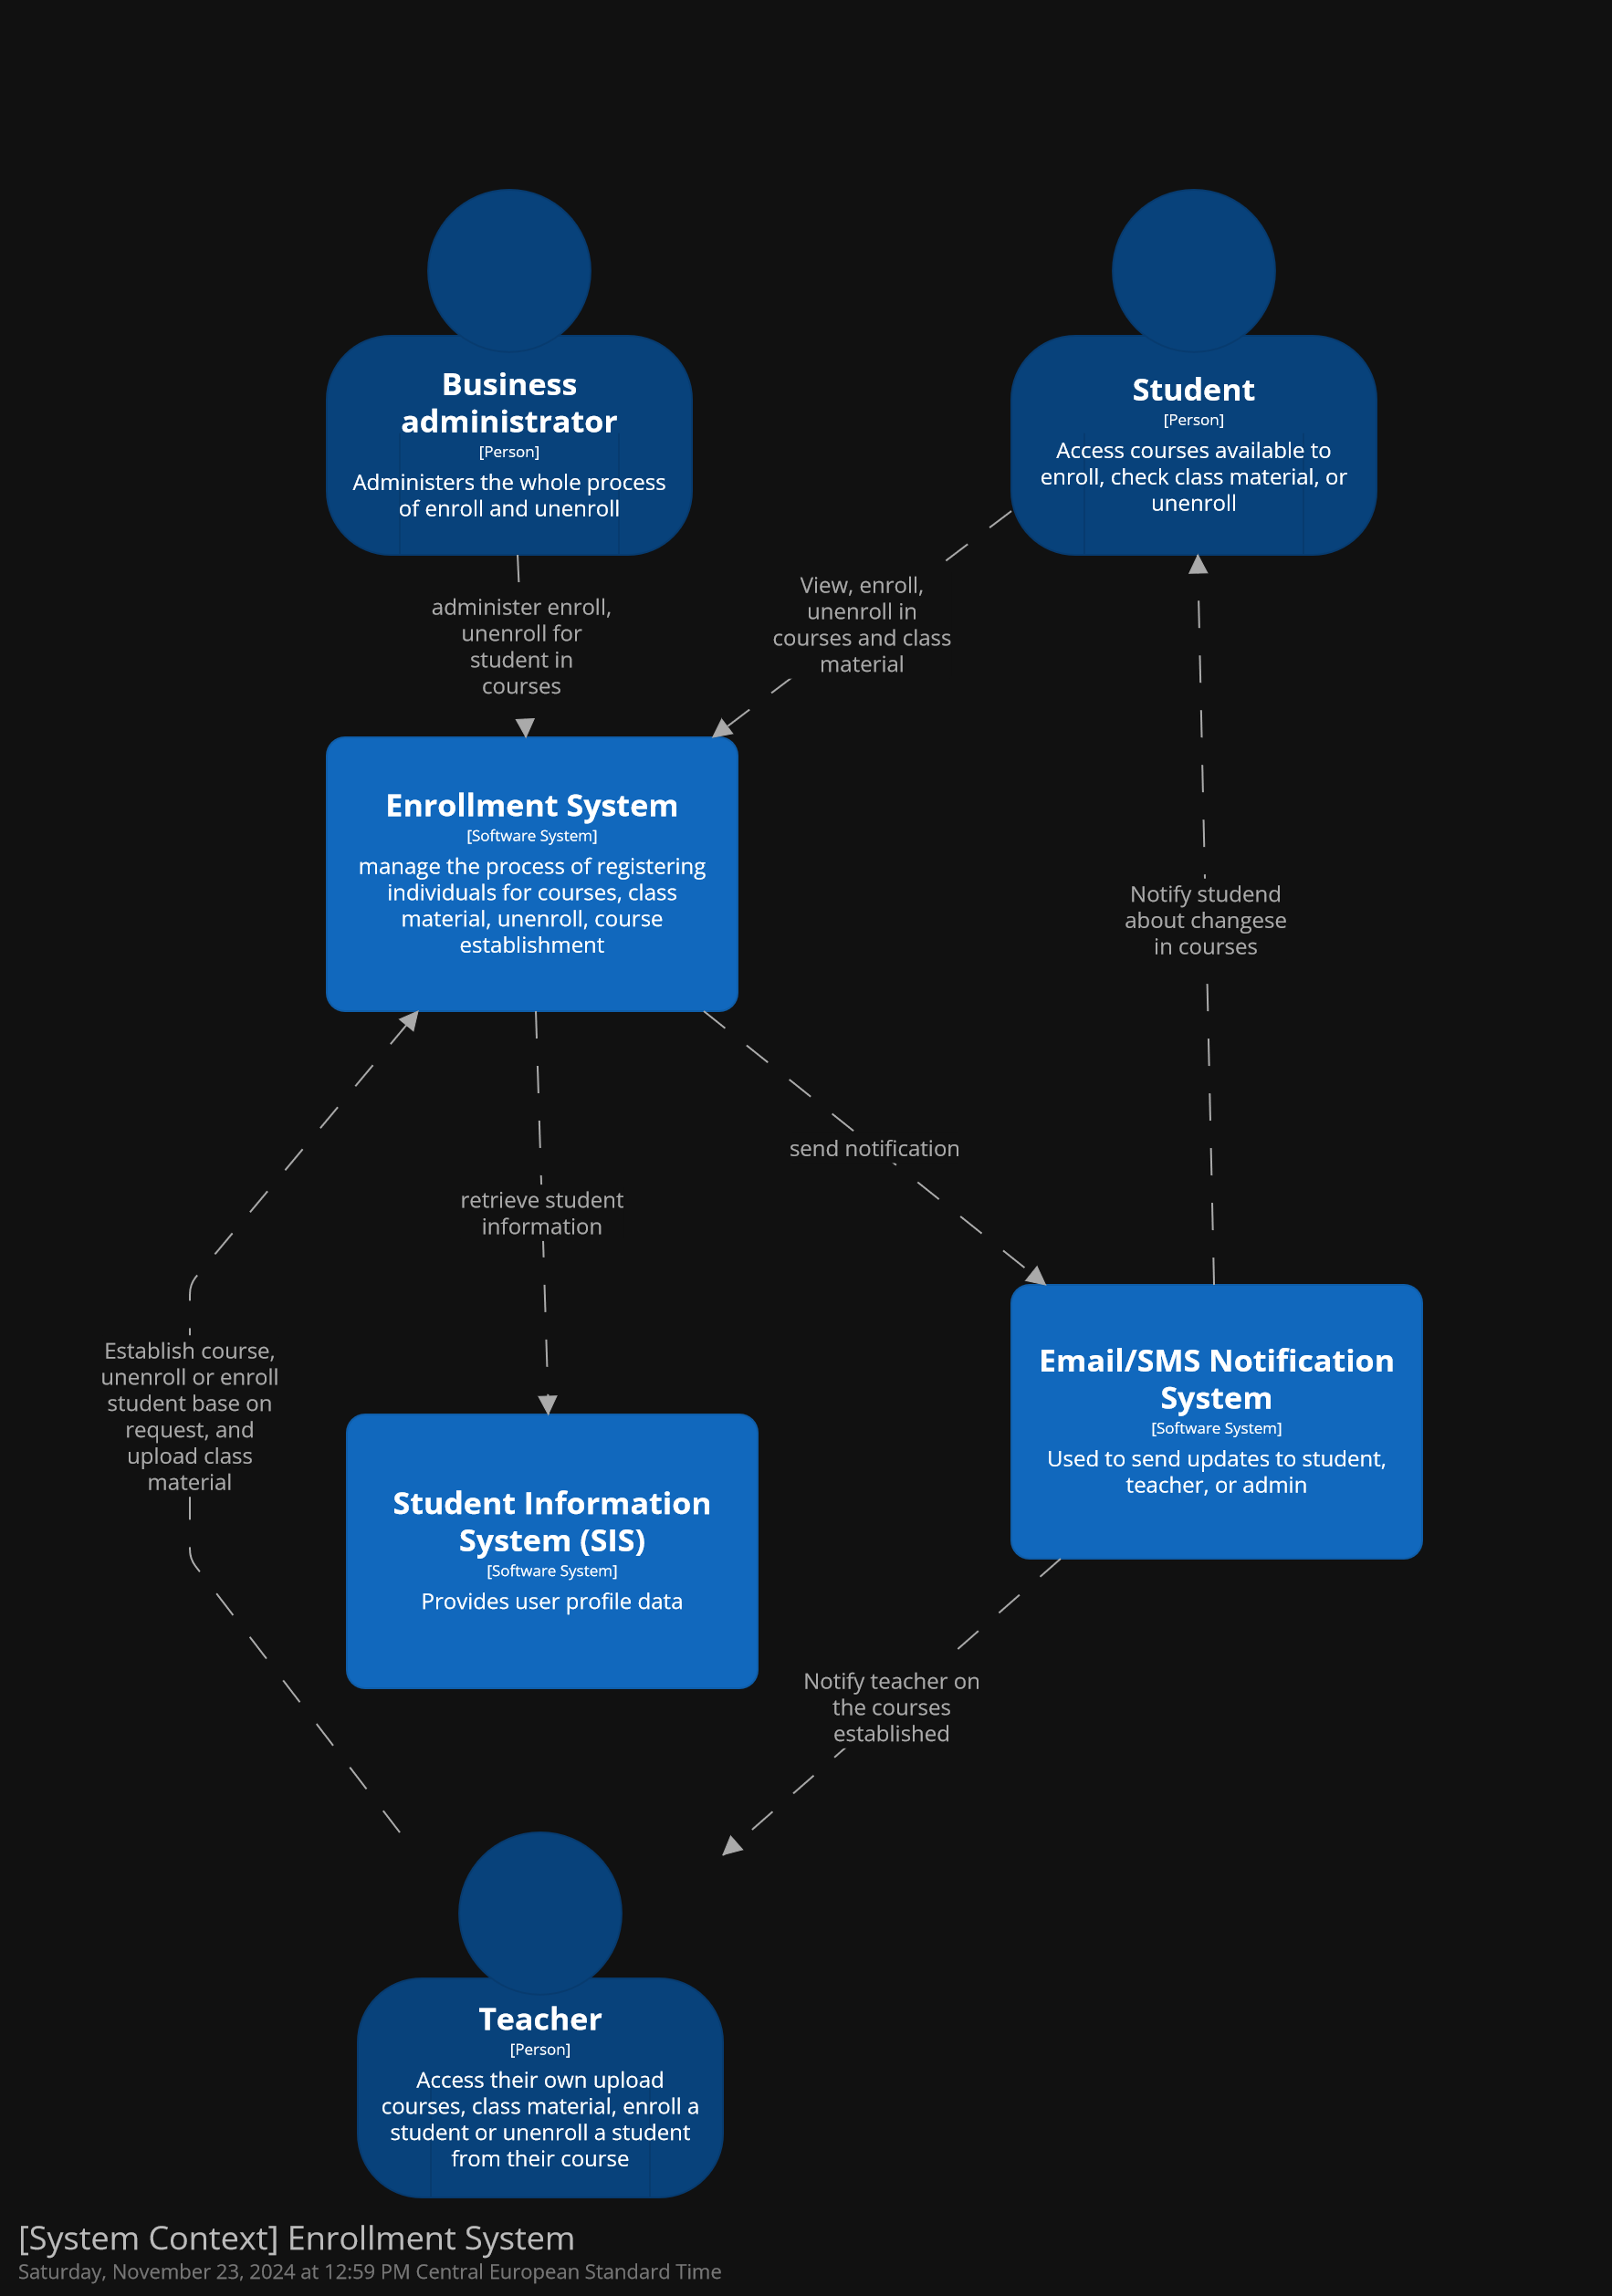 Business
administrator
[Person]
Administers the whole process
of enroll and unenroll
Student
[Person]
Access courses available to
enroll, check class material, or
unenroll
administer enroll,
unenroll for
student in
courses
View, enroll,
unenroll in
courses and class
material
Enrollment System
[Software System]
manage the process of registering
individuals for courses, class
material, unenroll, course
establishment
Notify studend
about changese
in courses
send notification
retrieve student
information
Establish course,
unenroll or enroll
student base on
request, and
upload class
material
Email/SMS Notification
System
[Software System]
Used to send updates to student,
teacher, or admin
Student Information
System (SIS)
[Software System]
Provides user profile data
Notify teacher on
the courses
established
Teacher
[Person]
Access their own upload
courses, class material, enroll a
student or unenroll a student
from their course
[System Context] Enrollment System
Saturday, November 23, 2024 at 12:59 PM Central European Standard Time